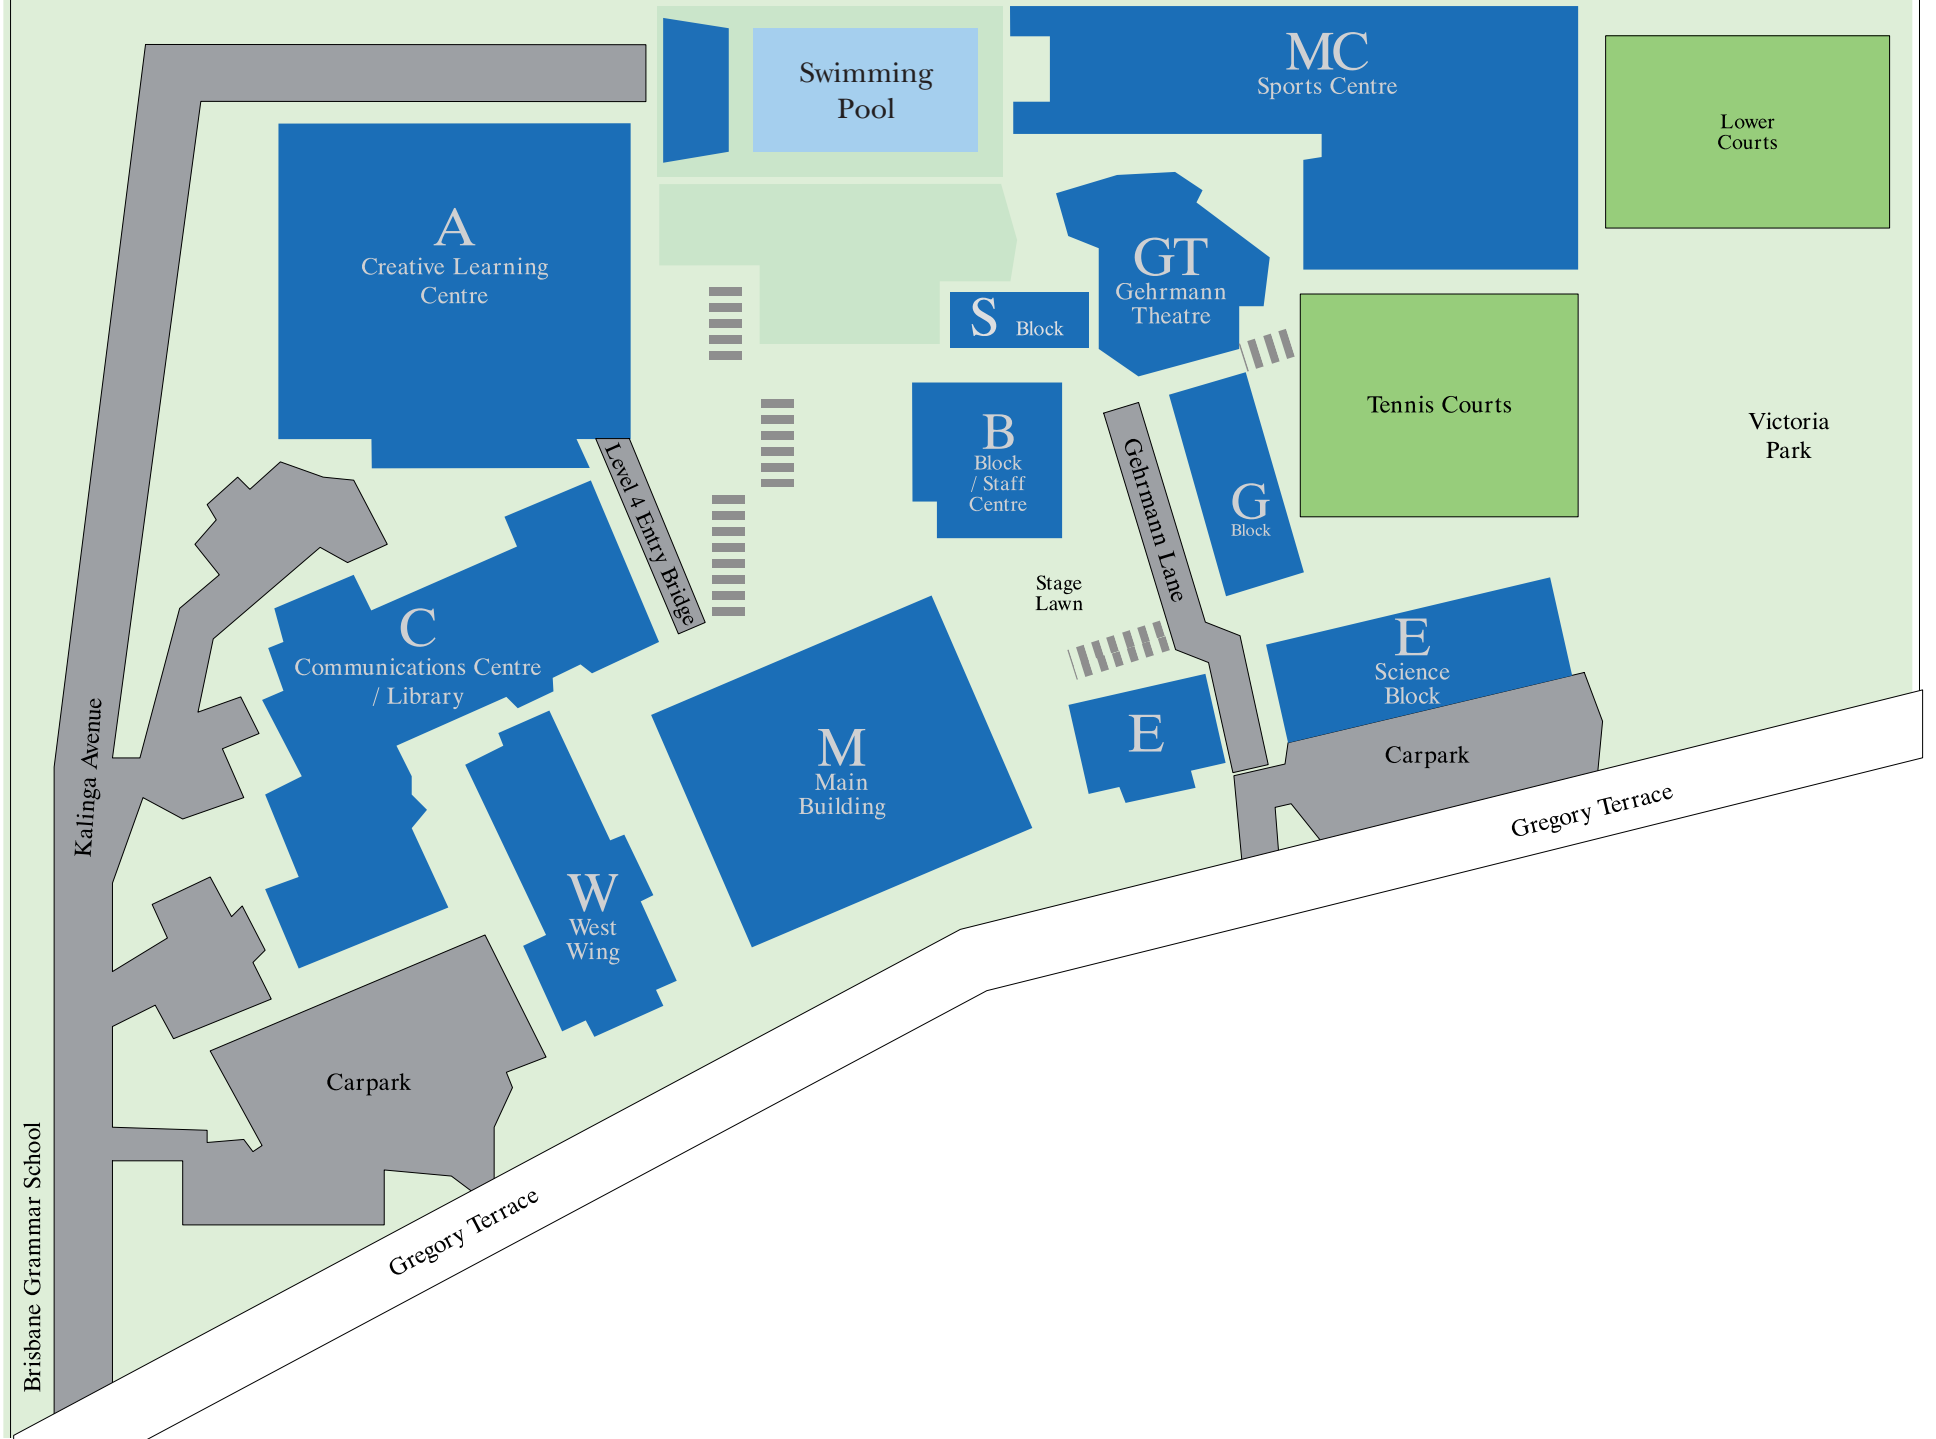 MC
Sports Centre
Swimming
Pool
Lower
Courts
A
Creative Learning
Centre
GT
Gehrmann
Theatre
S Block
Tennis Courts
Victoria
Park
B
Block
/ Staff
Centre
G
Block
Gehrmann Lane
Level 4 Entry Bridge
Stage
Lawn
C
Communications Centre
/ Library
E
Science
Block
E
M
Main
Building
Carpark
Kalinga Avenue
Gregory Terrace
W
West
Wing
Carpark
Gregory Terrace
Brisbane Grammar School